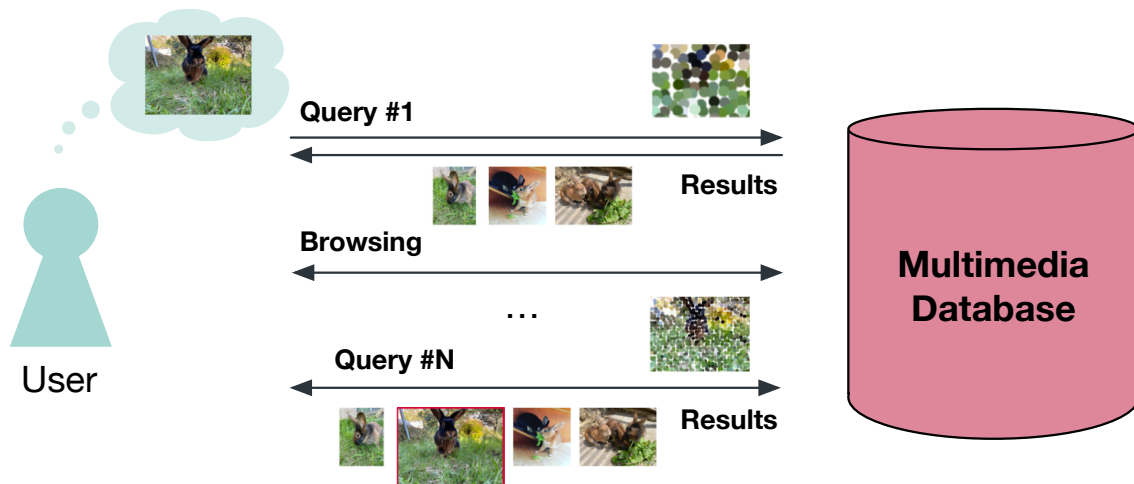 Query #1
Results
Browsing
...
Query #N
Results
User
Multimedia
Database